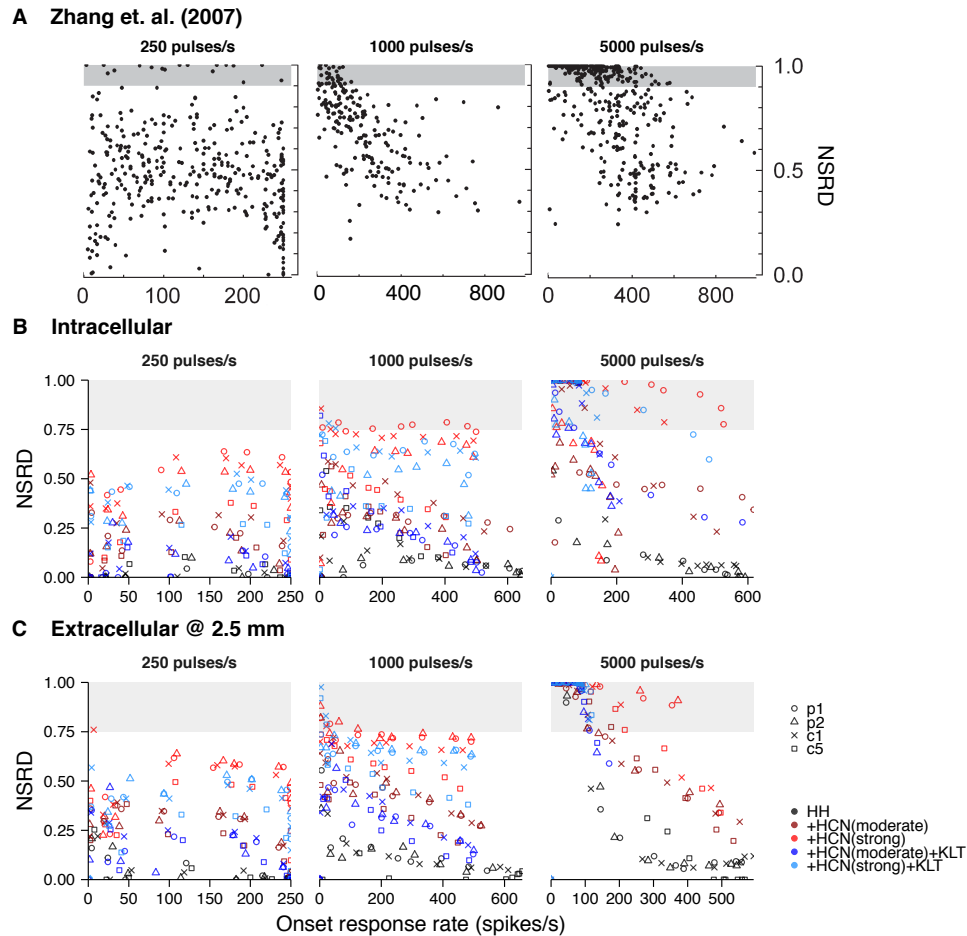 A Zhang et. al. (2007)
250 pulses/s 1000 pulses/s 5000 pulses/s
1.0
0.5
0.0
NSRD
0 100 200 0 400 800 0 400 800
B Intracellular
250 pulses/s 1000 pulses/s 5000 pulses/s
1.00
0.75
0.50
0.25
0.00
NSRD
0 50 100 150 200 250 0 200 400 600 0 200 400 600
C Extracellular @ 2.5 mm
250 pulses/s 1000 pulses/s 5000 pulses/s
1.00
0.75
0.50
0.25
0.00
NSRD
0 50 100 150 200 250 0 200 400 600 0 100 200 300 400 500
Onset response rate (spikes/s)
p1
p2
c1
c5
HH
+HCN(moderate)
+HCN(strong)
+HCN(moderate)+KLT
+HCN(strong)+KLT